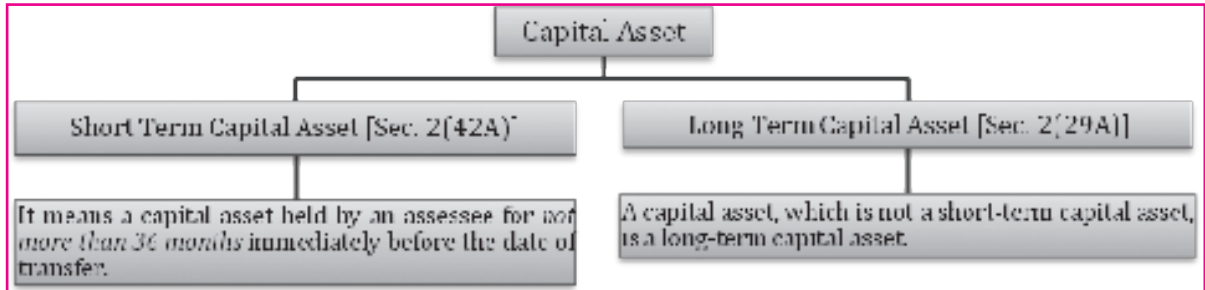 Capital Asset
Short Term Capital Asset [Sec. 2(42A)]
Long Term Capital Asset [Sec. 2(29A)]
It means a capital asset held by an assessee for not
more than 36 months immediately before the date of
transfer.
A capital asset, which is not a short-term capital asset,
is a long-term capital asset.